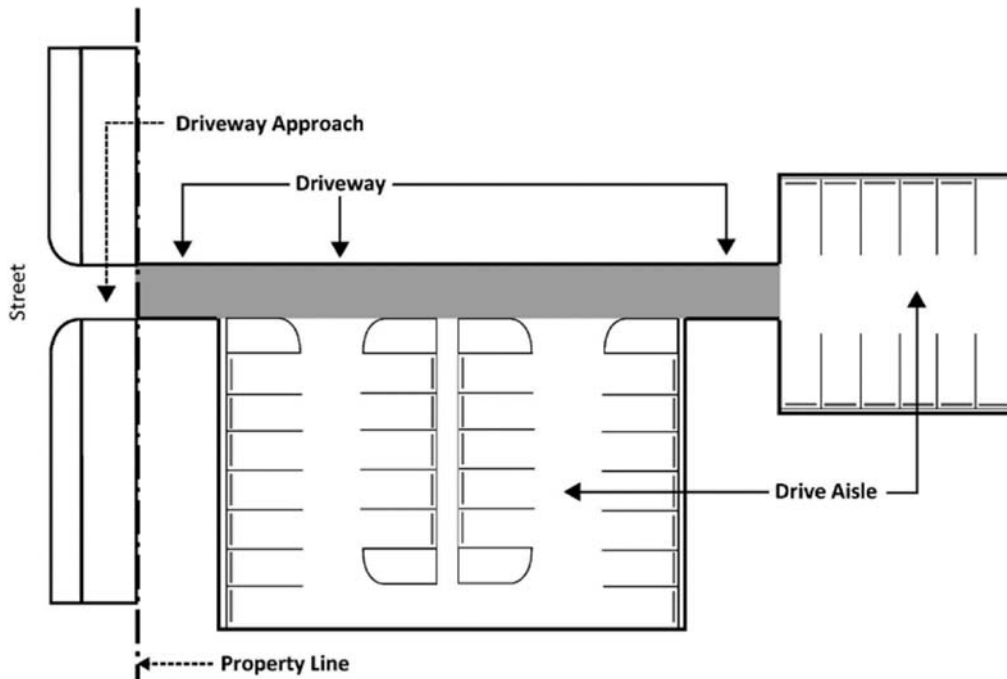 Driveway Approach
Driveway
Street
Drive Aisle
Property Line